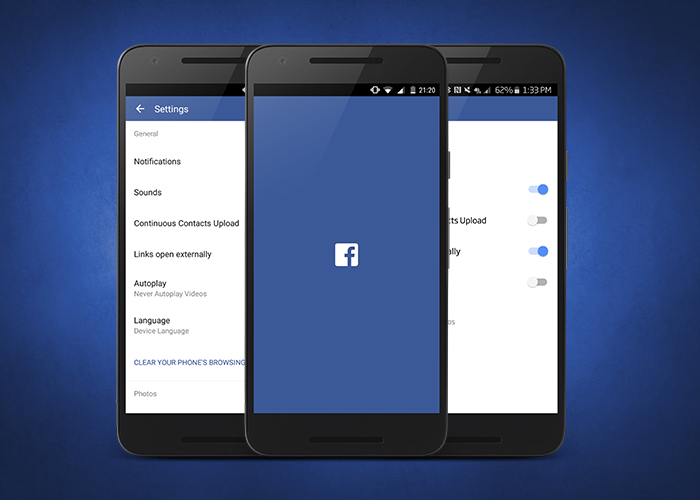 Settings
General
Notifications
Sounds
Continuous Contacts Upload
Links open externally
Autoplay
Never Autoplay Videos
Language
Device Language
CLEAR YOUR PHONE'S BROWSING
Photos
21:20
f
62% 1:33 PM
cts Upload
ally
os